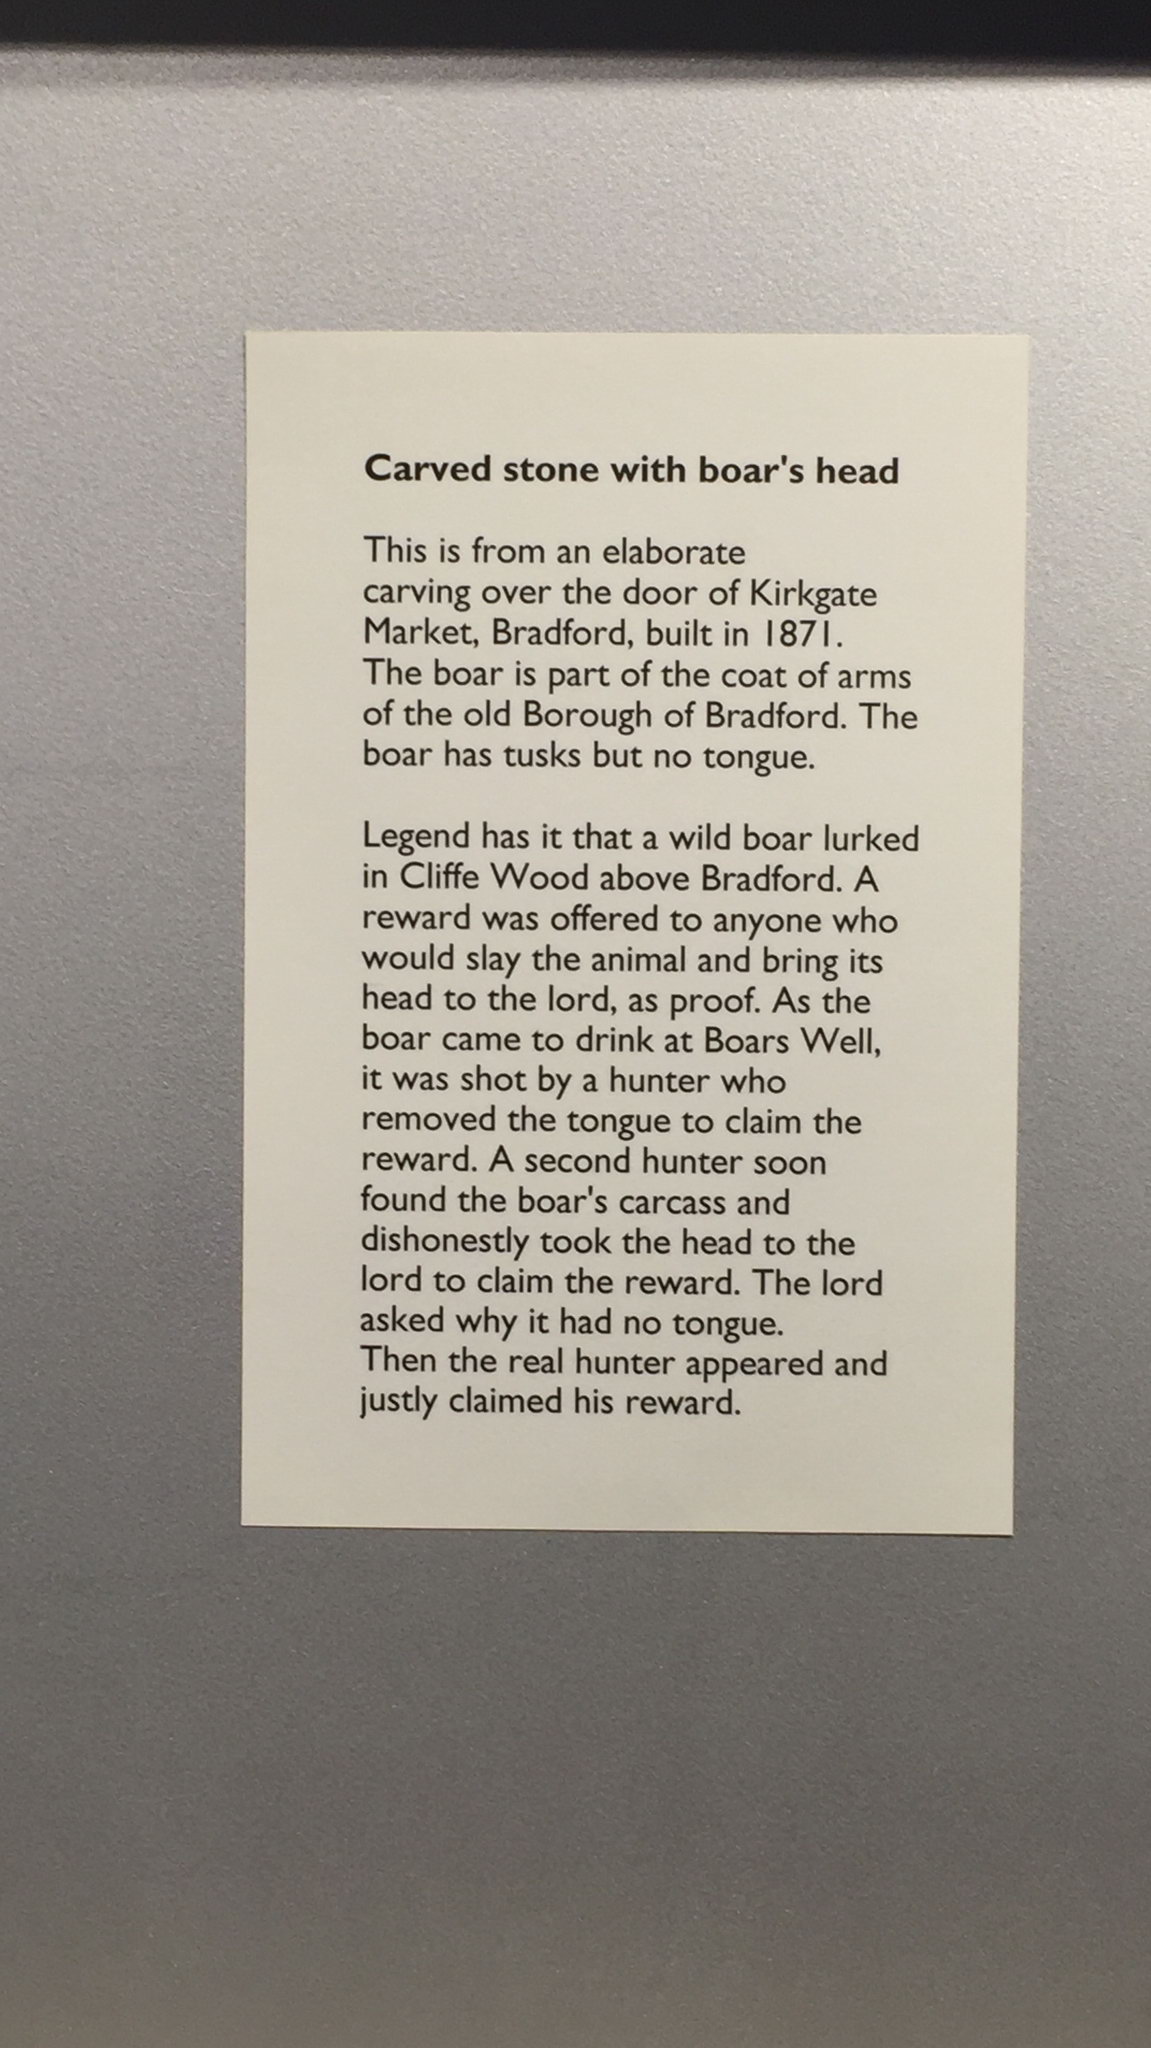 Carved stone with boar's head
This is from an elaborate
carving over the door of Kirkgate
Market, Bradford, built in 1871.
The boar is part of the coat of arms
of the old Borough of Bradford. The
boar has tusks but no tongue.
Legend has it that a wild boar lurked
in Cliffe Wood above Bradford. A
reward was offered to anyone who
would slay the animal and bring its
head to the lord, as proof. As the
boar came to drink at Boars Well,
it was shot by a hunter who
removed the tongue to claim the
reward. A second hunter soon
found the boar's carcass and
dishonestly took the head to the
lord to claim the reward. The lord
asked why it had no tongue.
Then the real hunter appeared and
justly claimed his reward.